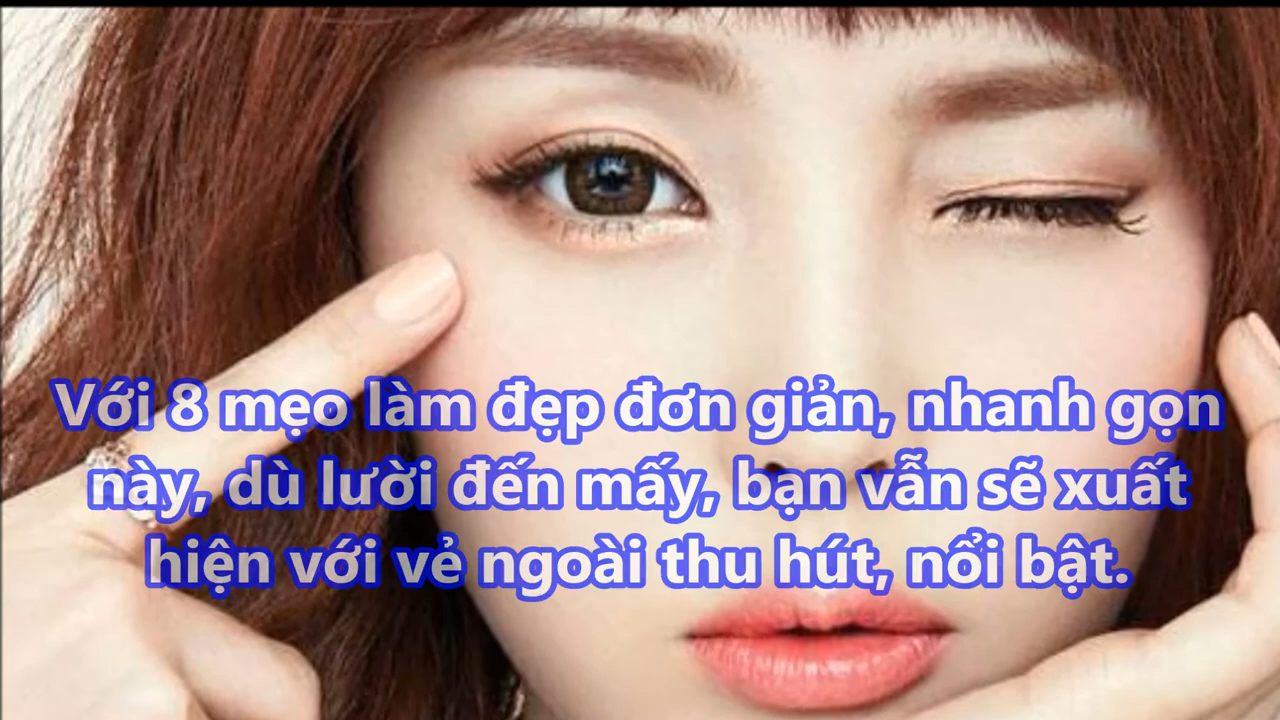 Với 8 mẹo làm đẹp đơn giản, nhanh gọn
này, dù lười đến mấy, bạn vẫn sẽ xuất
hiện với vẻ ngoài thu hút, nổi bật.